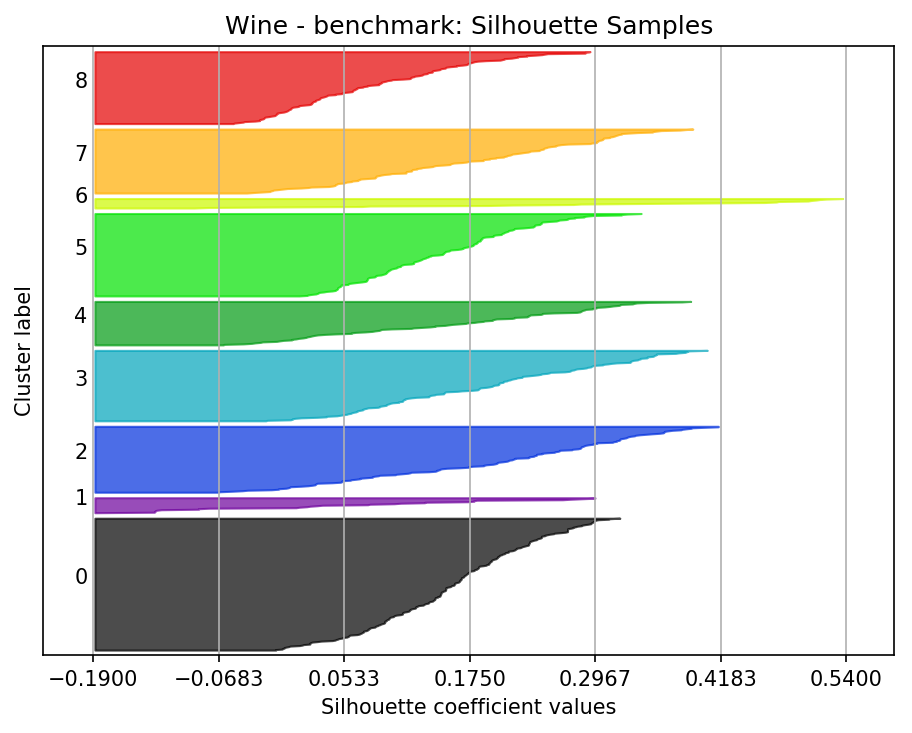 Wine - benchmark: Silhouette Samples
8
7
6
5
4
3
2
1
0
Cluster label
−0.1900 −0.0683 0.0533 0.1750 0.2967 0.4183 0.5400
Silhouette coefficient values